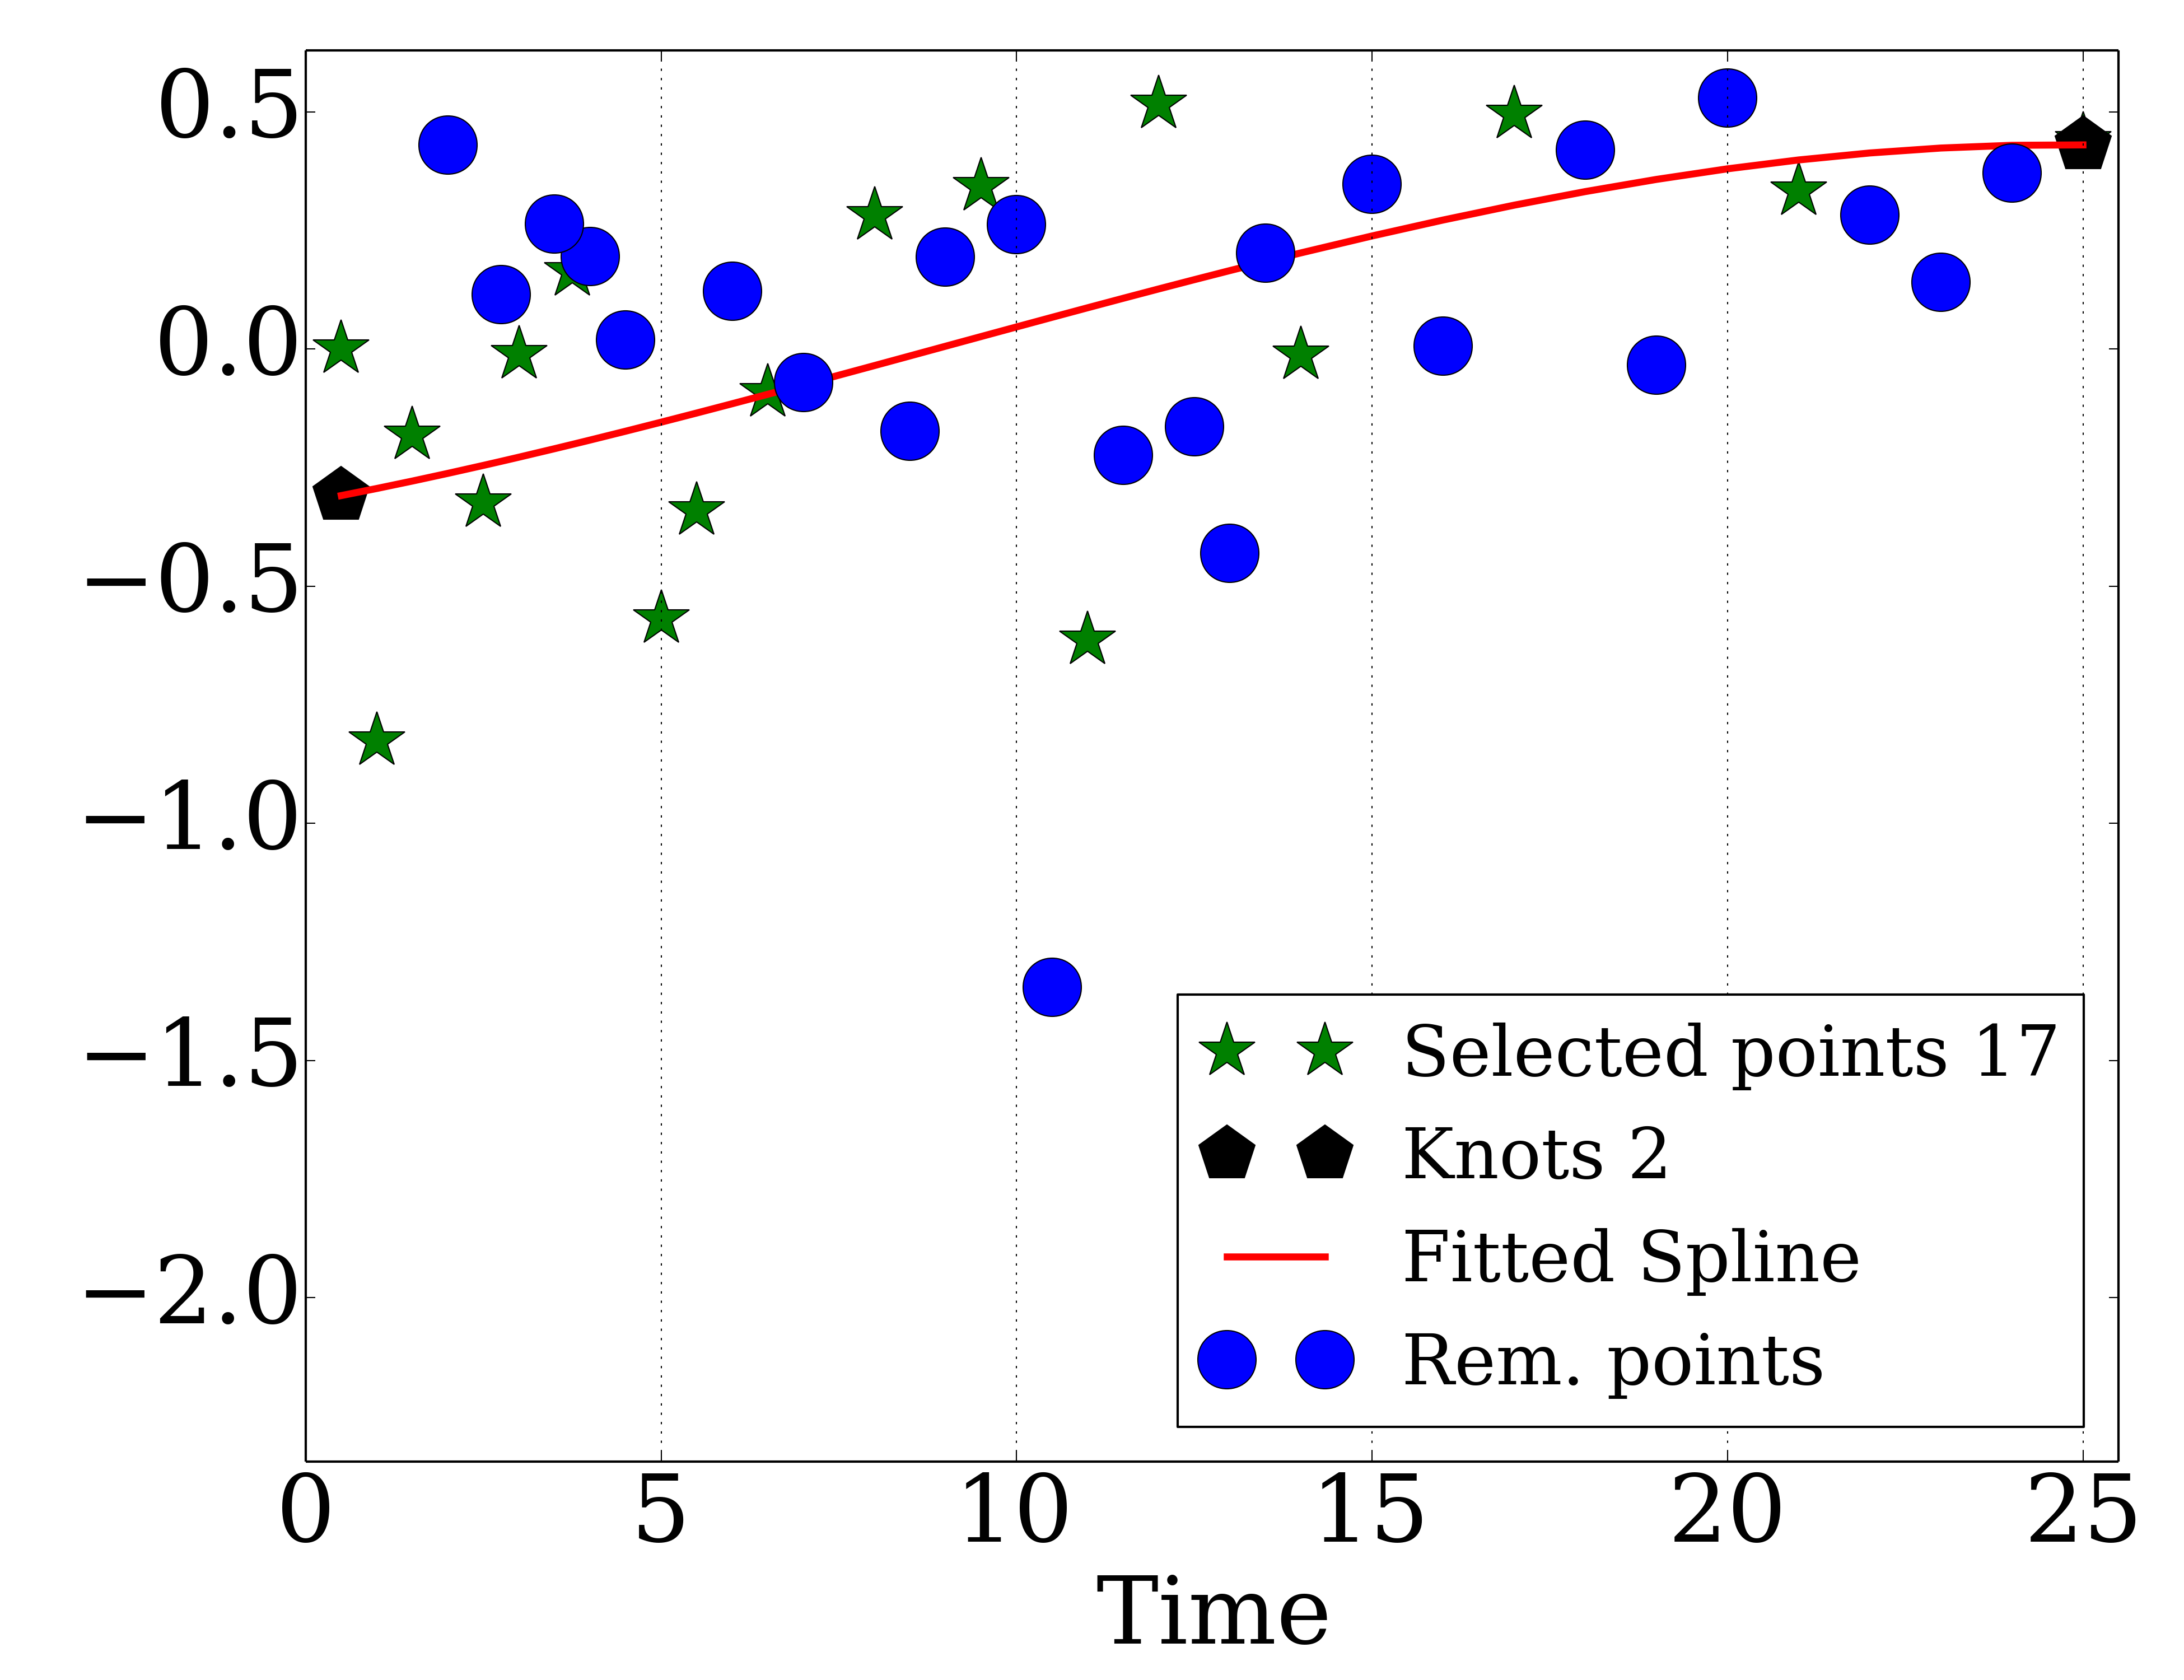 0.5
0.0
−0.5
−1.0
−1.5
−2.0
Selected points 17
Knots 2
Fitted Spline
Rem. points
0 5 10 15 20 25
Time